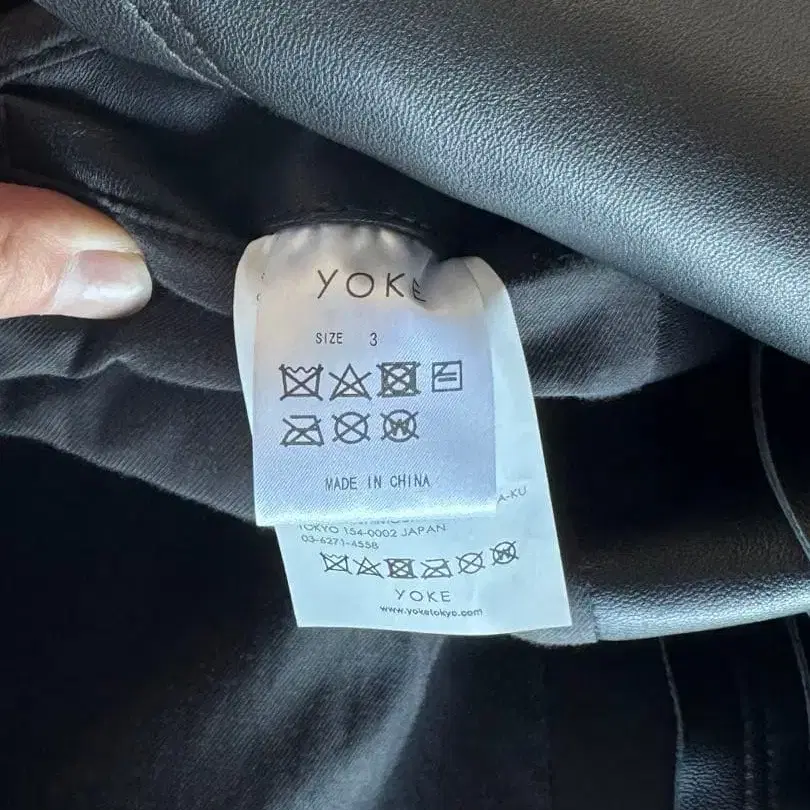 YOKE
SIZE 3
MADE IN CHINA
A-KU
TOKYO 154-0002 JAPAN
03-6271-4558
YOKE
www.yoketokyo.com